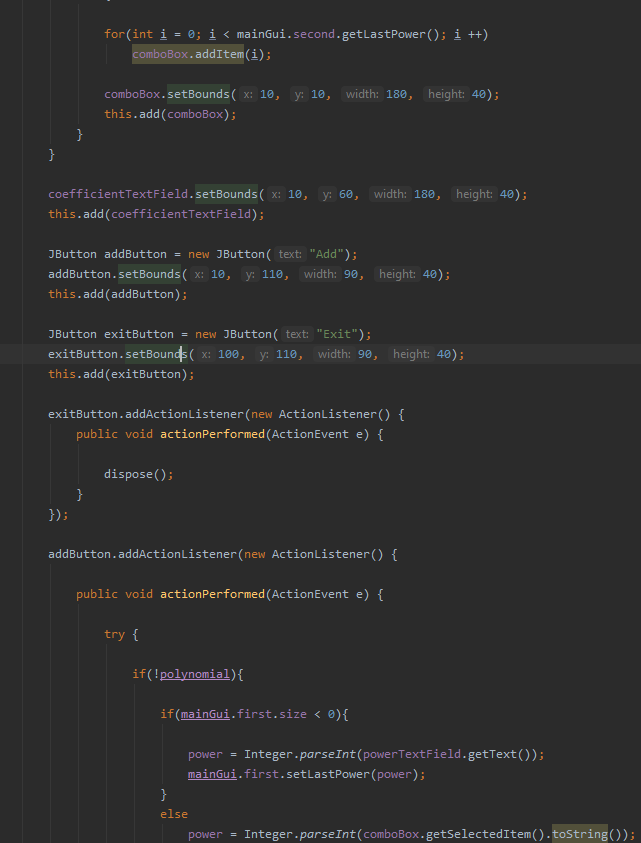 for(int i = 0; i < mainGui.second.getLastPower(); i ++)
comboBox.addItem(i);
comboBox.setBounds( x: 10, y: 10, width: 180, height: 40);
this.add(comboBox);
}
}
coefficientTextField.setBounds( x: 10, y: 60, width: 180, height: 40);
this.add(coefficientTextField);
JButton addButton = new JButton( text: "Add");
addButton.setBounds( x: 10, y: 110, width: 90, height: 40);
this.add(addButton);
JButton exitButton = new JButton( text: "Exit");
exitButton.setBounds( x: 100, y: 110, width: 90, height: 40);
this.add(exitButton);
exitButton.addActionListener(new ActionListener() {
public void actionPerformed(ActionEvent e) {
dispose();
}
});
addButton.addActionListener(new ActionListener() {
public void actionPerformed(ActionEvent e) {
try {
if(!polynomial){
if(mainGui.first.size < 0){
power = Integer.parseInt(powerTextField.getText());
mainGui.first.setLastPower(power);
}
else
power = Integer.parseInt(comboBox.getSelectedItem().toString());